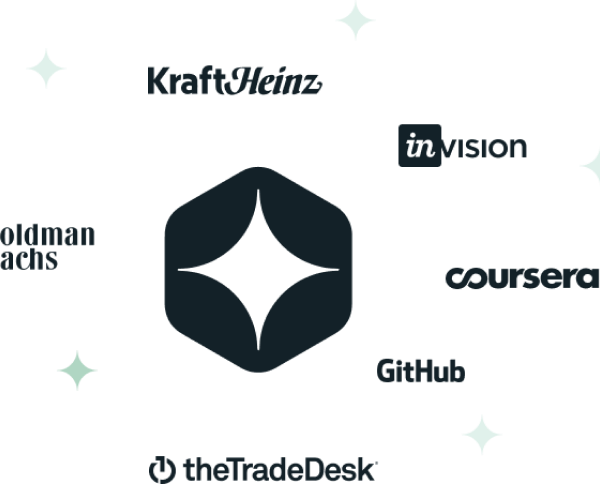 KraftHeinz
invision
oldman
achs
coursera
GitHub
theTradeDesk